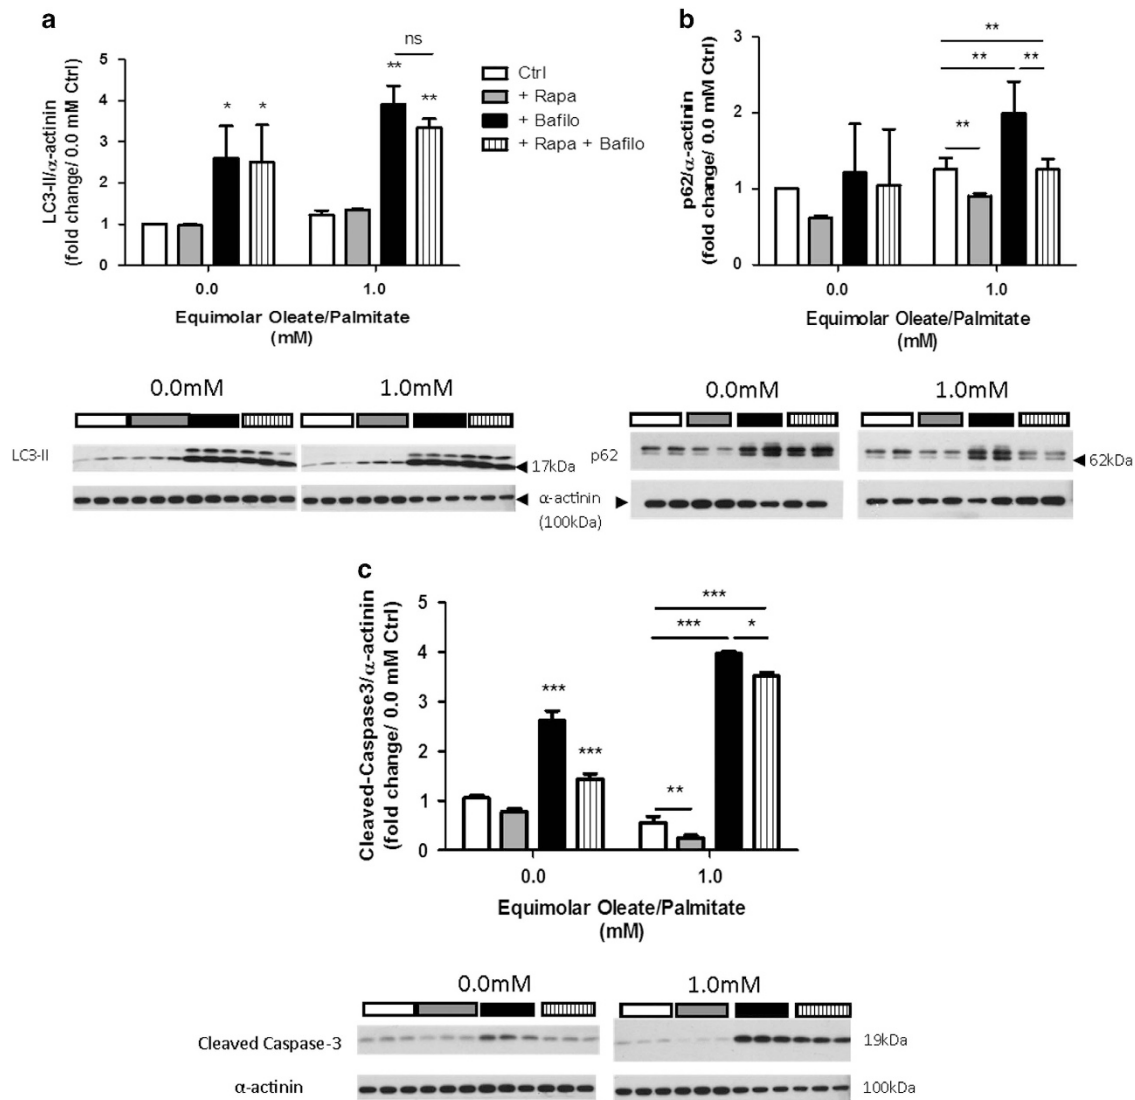 a
LC3-II/α-actinin
(fold change/ 0.0 mM Ctrl)
5
4
3
2
1
0
*
*
**
**
ns
0.0
1.0
Equimolar Oleate/Palmitate
(mM)
Ctrl
+ Rapa
+ Bafilo
+ Rapa + Bafilo
b
p62/α-actinin
(fold change/ 0.0 mM Ctrl)
3
2
1
0
**
**
**
**
0.0
1.0
Equimolar Oleate/Palmitate
(mM)
0.0mM
1.0mM
LC3-II
17kDa
α-actinin
(100kDa)
0.0mM
1.0mM
p62
62kDa
c
Cleaved-Caspase3/α-actinin
(fold change/ 0.0 mM Ctrl)
5
4
3
2
1
0
***
***
**
***
***
*
0.0
1.0
Equimolar Oleate/Palmitate
(mM)
0.0mM
1.0mM
Cleaved Caspase-3
19kDa
α-actinin
100kDa